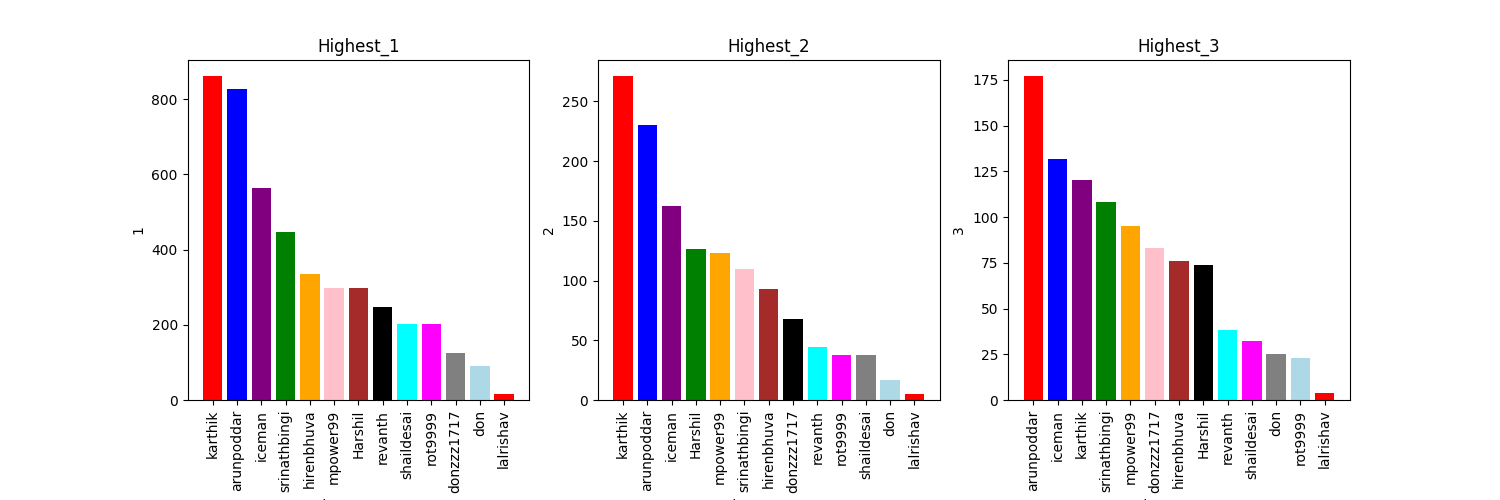 Highest_1
800
600
400
200
0
1
karthik
arunpoddar
iceman
srinathbingi
hirenbhuva
mpower99
Harshil
revanth
shaildesai
rot9999
donzzz1717
don
lalrishav
Highest_2
250
200
150
100
50
0
2
karthik
arunpoddar
iceman
Harshil
mpower99
srinathbingi
hirenbhuva
donzzz1717
revanth
rot9999
shaildesai
don
lalrishav
Highest_3
175
150
125
100
75
50
25
0
3
arunpoddar
iceman
karthik
srinathbingi
mpower99
donzzz1717
hirenbhuva
Harshil
revanth
shaildesai
don
rot9999
lalrishav